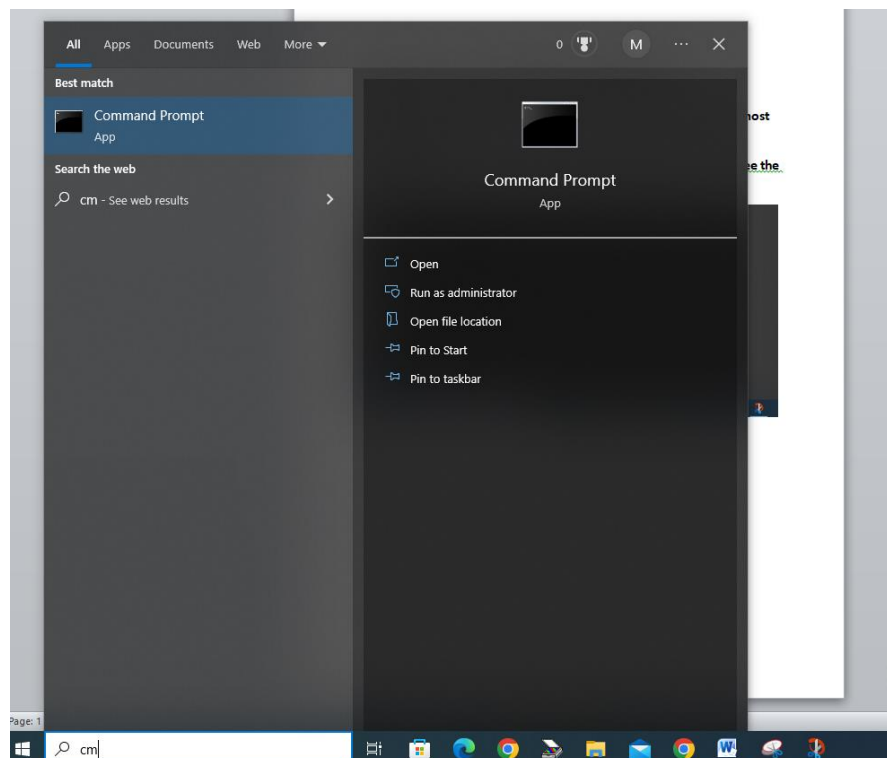 All Apps Documents Web More 0 M ... ×
Best match
Command Prompt
App
Search the web
cm - See web results
Command Prompt
App
Open
Run as administrator
Open file location
Pin to Start
Pin to taskbar
the
Page: 1
cm
W